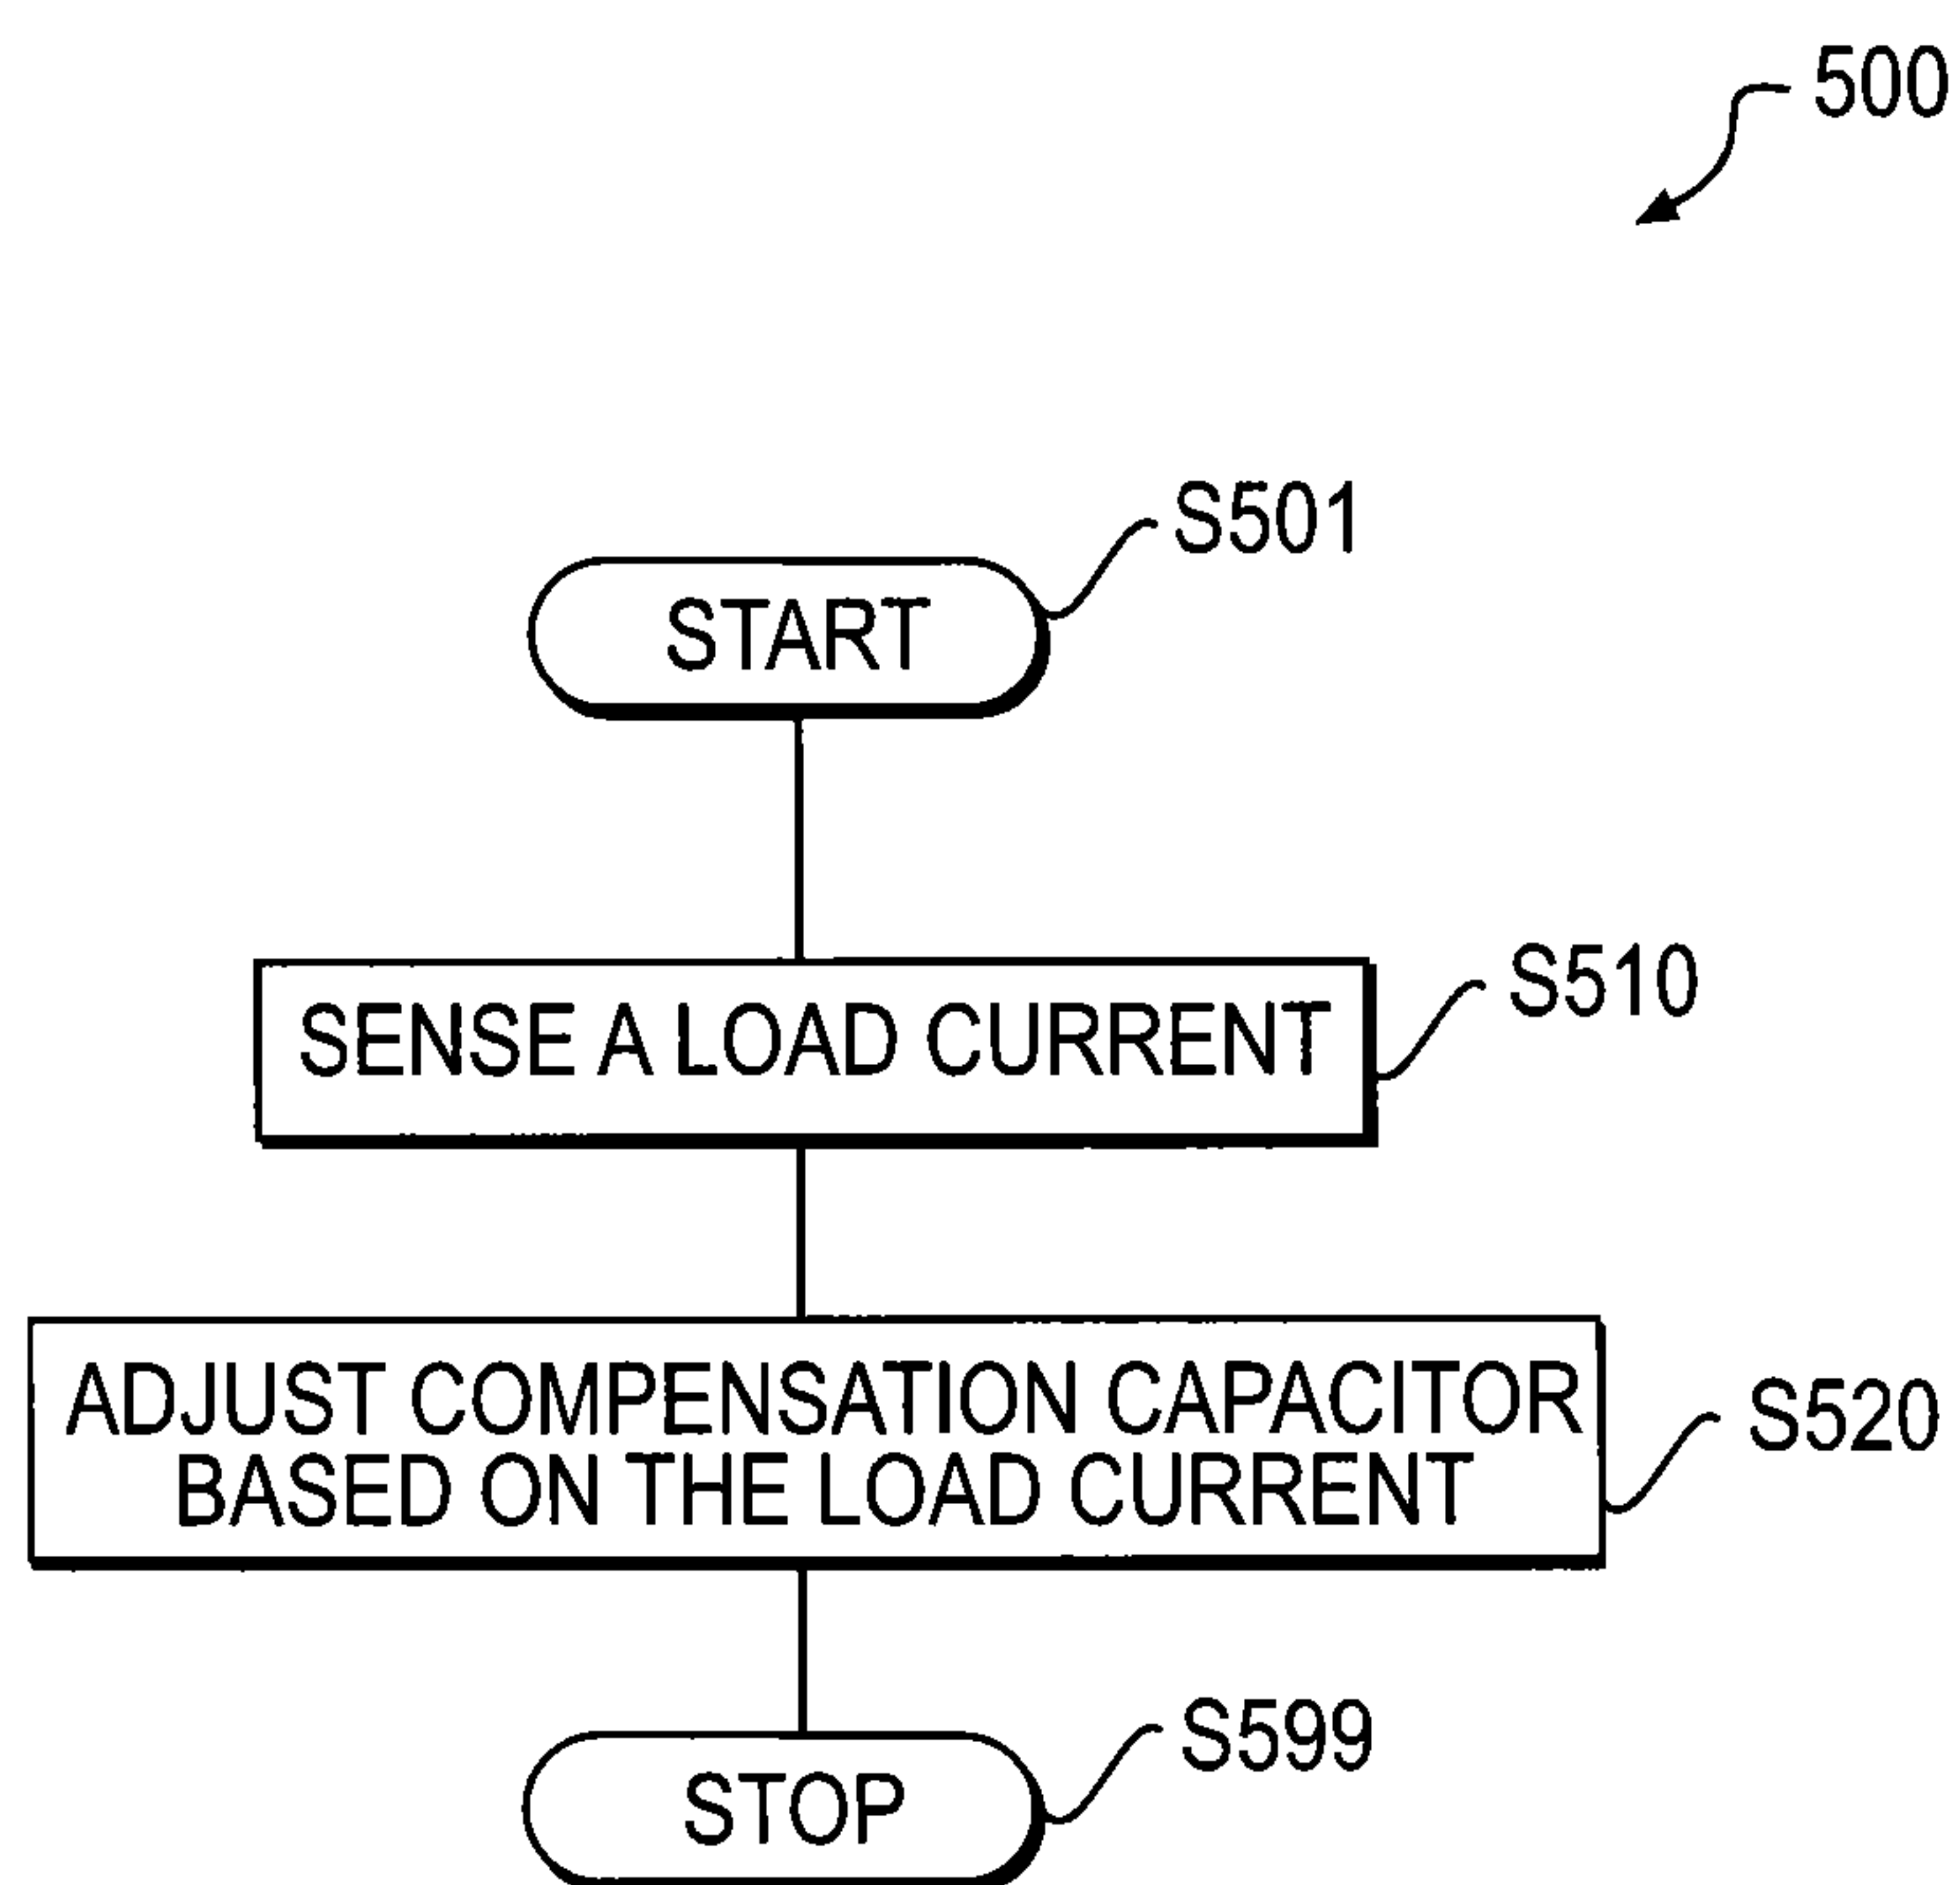 500
S501
START
S510
SENSE A LOAD CURRENT
S520
ADJUST COMPENSATION CAPACITOR
BASED ON THE LOAD CURRENT
S599
STOP